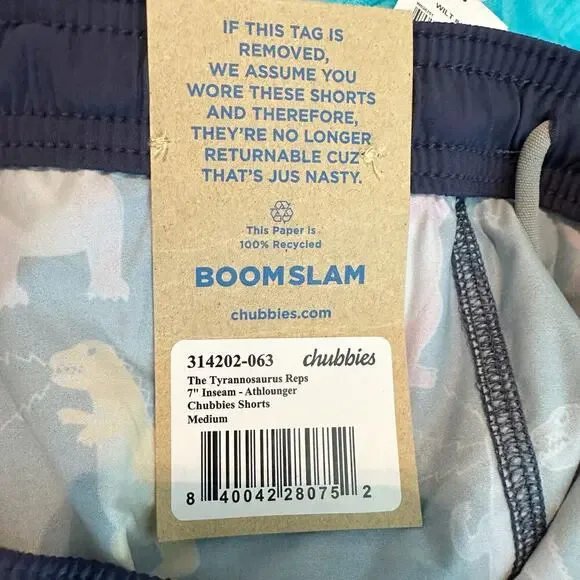 WILT
IF THIS TAG IS
REMOVED,
WE ASSUME YOU
WORE THESE SHORTS
AND THEREFORE,
THEY'RE NO LONGER
RETURNABLE CUZ
THAT'S JUS NASTY.
This Paper is
100% Recycled
BOOMSLAM
chubbies.com
314202-063 chubbies
The Tyrannosaurus Reps
7" Inseam - Athlounger
Chubbies Shorts
Medium
8 40042 28075 2